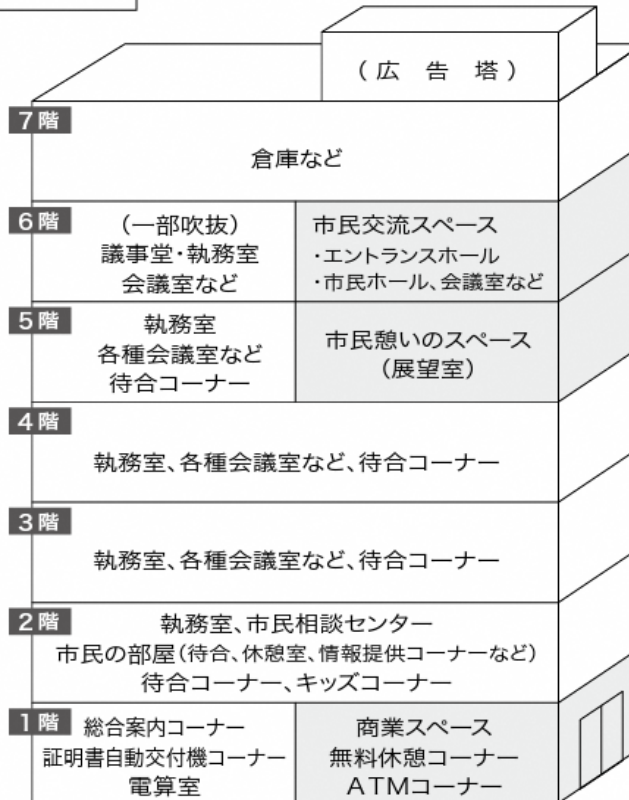 (広 告 塔)
7階
倉庫など
6階
(一部吹抜)
議事堂・執務室
会議室など
市民交流スペース
・エントランスホール
・市民ホール、会議室など
5階
執務室
各種会議室など
待合コーナー
市民憩いのスペース
(展望室)
4階
執務室、各種会議室など、待合コーナー
3階
執務室、各種会議室など、待合コーナー
2階
執務室、市民相談センター
市民の部屋(待合、休憩室、情報提供コーナーなど)
待合コーナー、キッズコーナー
1階
総合案内コーナー
証明書自動交付機コーナー
電算室
商業スペース
無料休憩コーナー
ATMコーナー